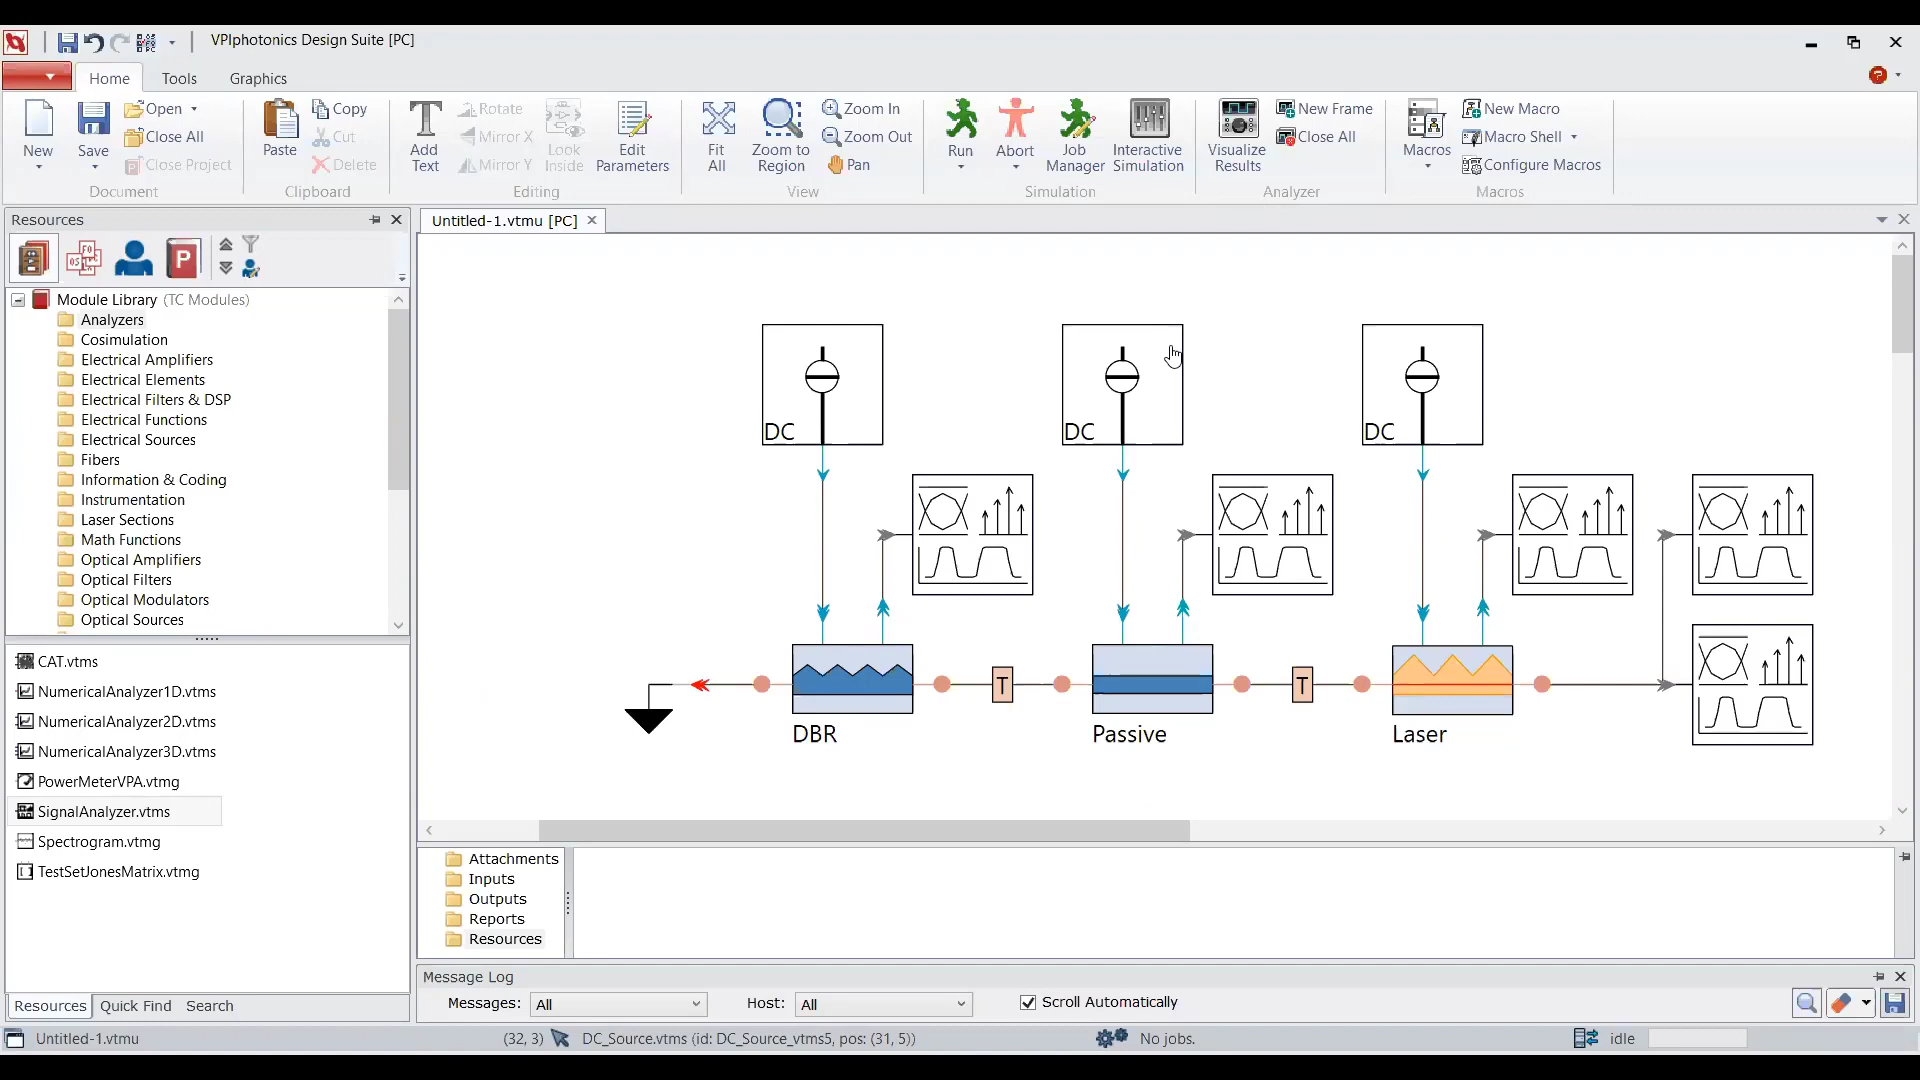 VPIphotonics Design Suite [PC]
Home
Tools
Graphics
New
Save
Open
Close All
Close Project
Document
Paste
Copy
Cut
Delete
Clipboard
Add Text
Rotate
Mirror X
Mirror Y
Look Inside
Edit Parameters
Editing
Fit All
Zoom to Region
Zoom In
Zoom Out
Pan
View
Run
Abort
Job Manager
Interactive Simulation
Simulation
Visualize Results
New Frame
Close All
Analyzer
Macros
New Macro
Macro Shell
Configure Macros
Macros
Resources
Untitled-1.vtmu [PC]
P
Module Library (TC Modules)
Analyzers
Cosimulation
Electrical Amplifiers
Electrical Elements
Electrical Filters & DSP
Electrical Functions
Electrical Sources
Fibers
Information & Coding
Instrumentation
Laser Sections
Math Functions
Optical Amplifiers
Optical Filters
Optical Modulators
Optical Sources
CAT.vtms
NumericalAnalyzer1D.vtms
NumericalAnalyzer2D.vtms
NumericalAnalyzer3D.vtms
PowerMeterVPA.vtmg
SignalAnalyzer.vtms
Spectrogram.vtmg
TestSetJonesMatrix.vtmg
Resources
Quick Find
Search
DC
DC
DC
T
T
DBR
Passive
Laser
Attachments
Inputs
Outputs
Reports
Resources
Message Log
Messages: All
Host: All
Scroll Automatically
Untitled-1.vtmu
(32, 3)
DC_Source.vtms (id: DC_Source_vtms5, pos: (31, 5))
No jobs.
idle